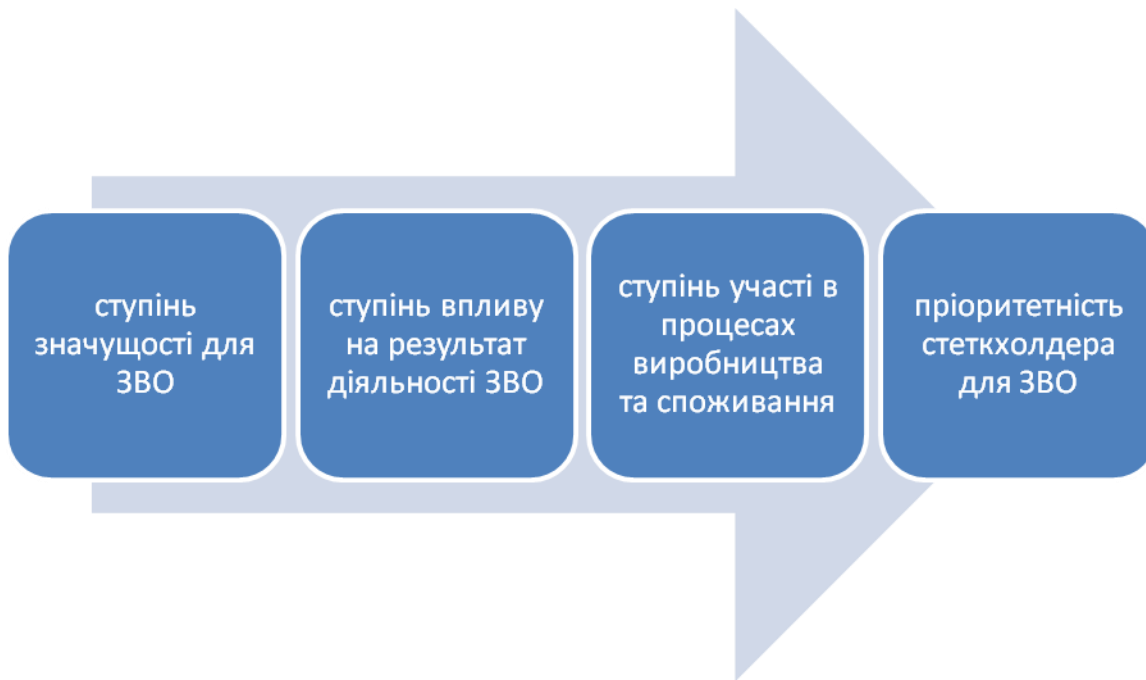 ступінь
значущості для
ЗВО
ступінь впливу
на результат
діяльності ЗВО
ступінь участі в
процесах
виробництва
та споживання
пріоритетність
стеткхолдера
для ЗВО